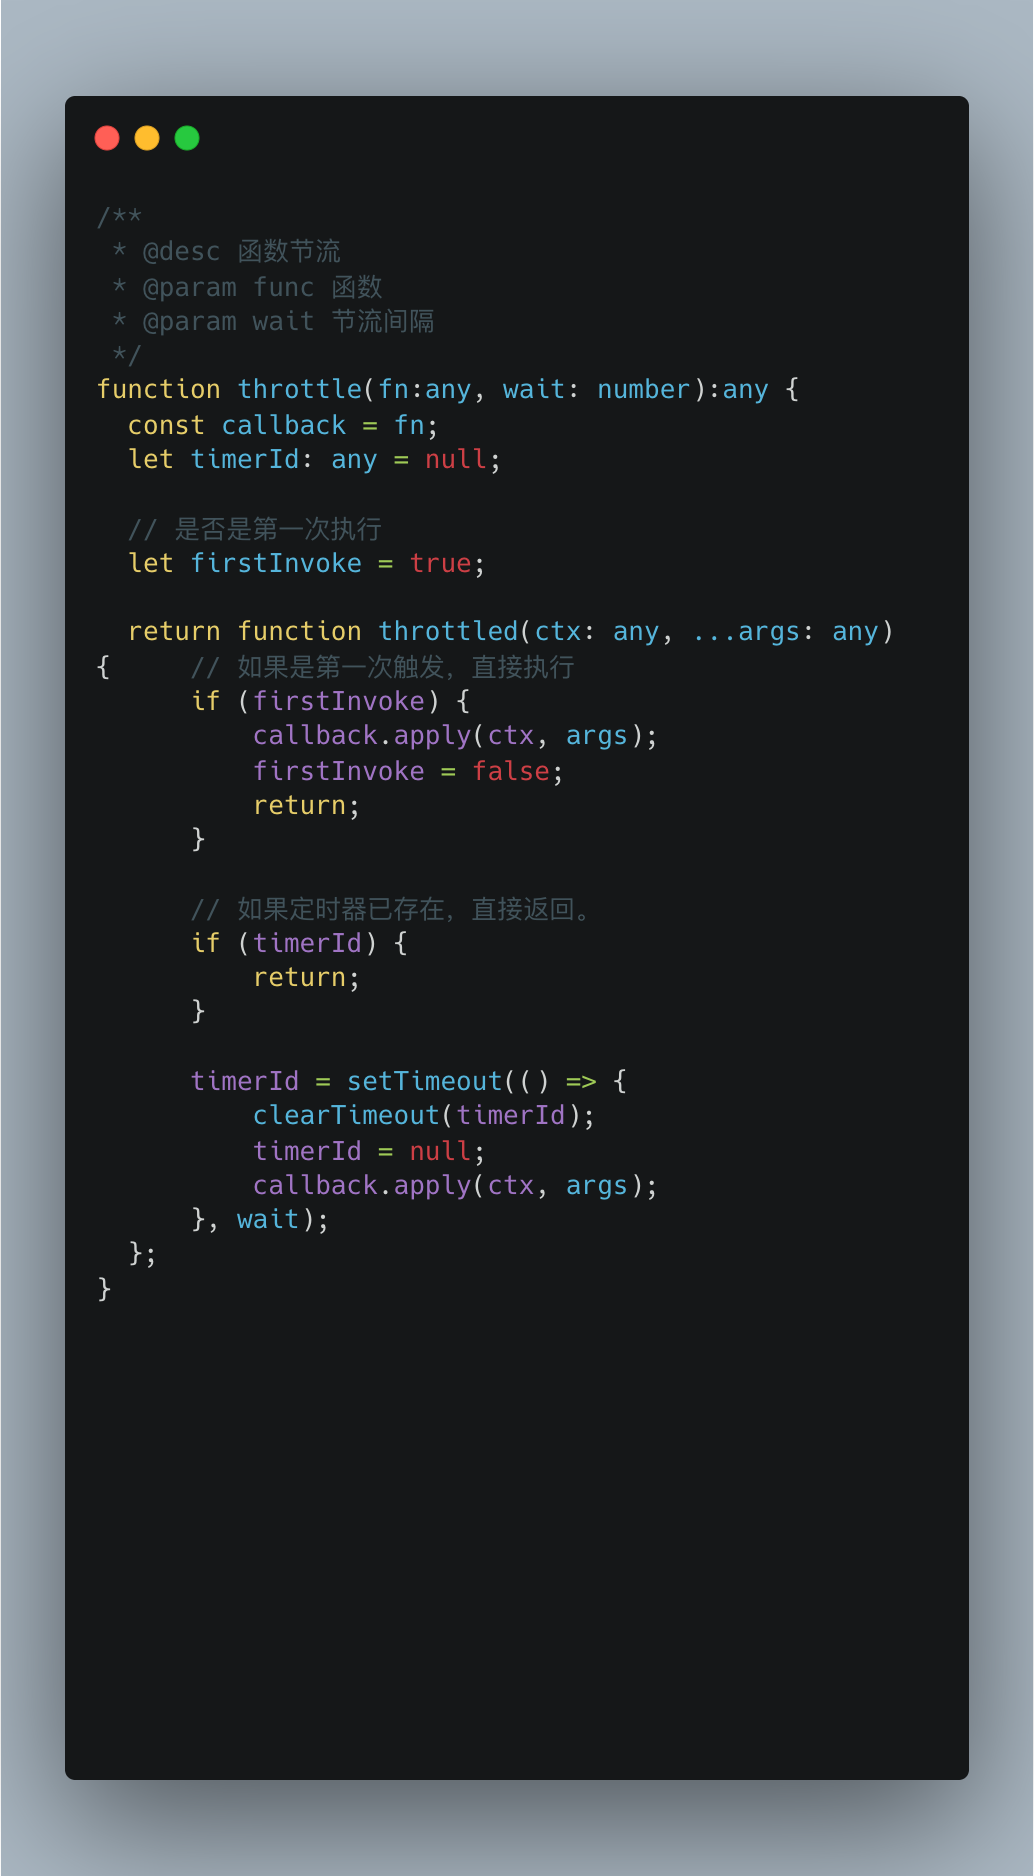 /**
 * @desc 函数节流
 * @param func 函数
 * @param wait 节流间隔
 */
function throttle(fn:any, wait: number):any {
  const callback = fn;
  let timerId: any = null;

  // 是否是第一次执行
  let firstInvoke = true;

  return function throttled(ctx: any, ...args: any)
{     // 如果是第一次触发，直接执行
      if (firstInvoke) {
          callback.apply(ctx, args);
          firstInvoke = false;
          return;
      }

      // 如果定时器已存在，直接返回。
      if (timerId) {
          return;
      }

      timerId = setTimeout(() => {
          clearTimeout(timerId);
          timerId = null;
          callback.apply(ctx, args);
      }, wait);
  };
}